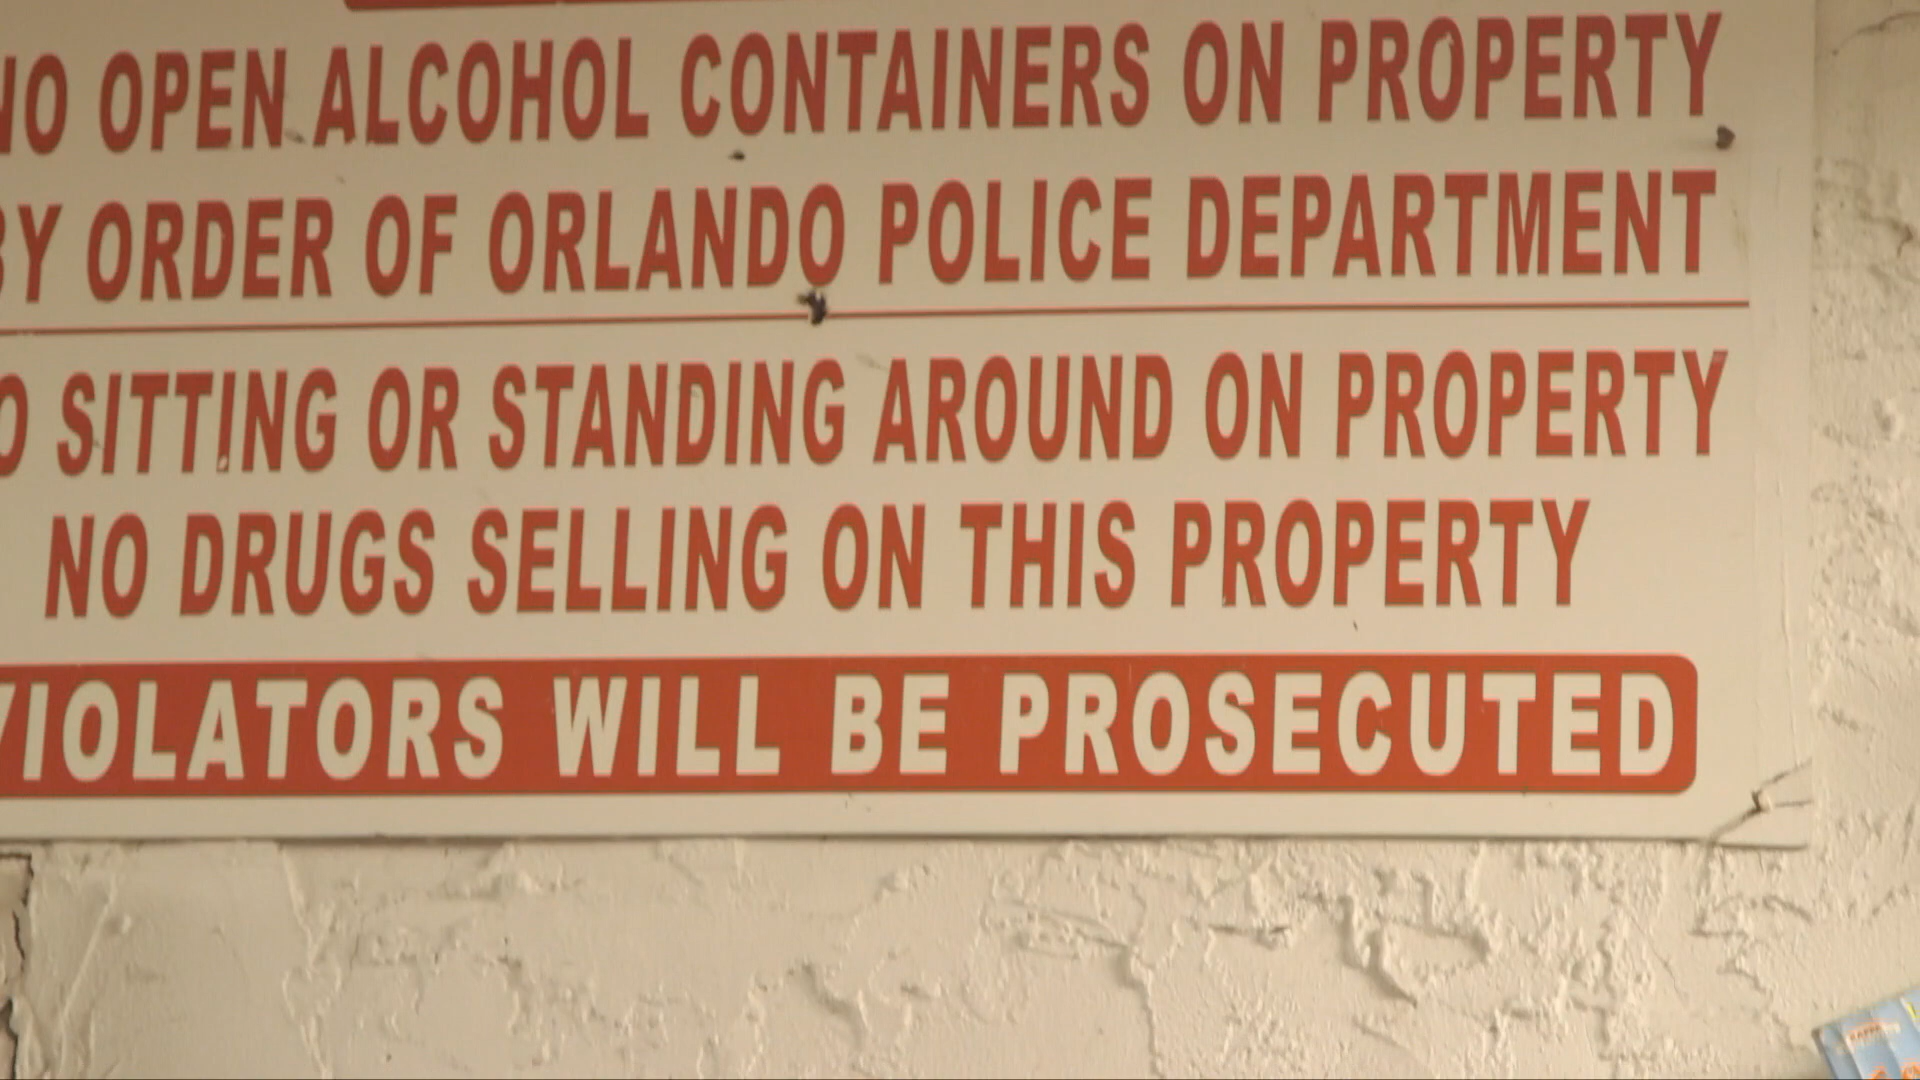 NO OPEN ALCOHOL CONTAINERS ON PROPERTY
BY ORDER OF ORLANDO POLICE DEPARTMENT
O SITTING OR STANDING AROUND ON PROPERTY
NO DRUGS SELLING ON THIS PROPERTY
VIOLATORS WILL BE PROSECUTED